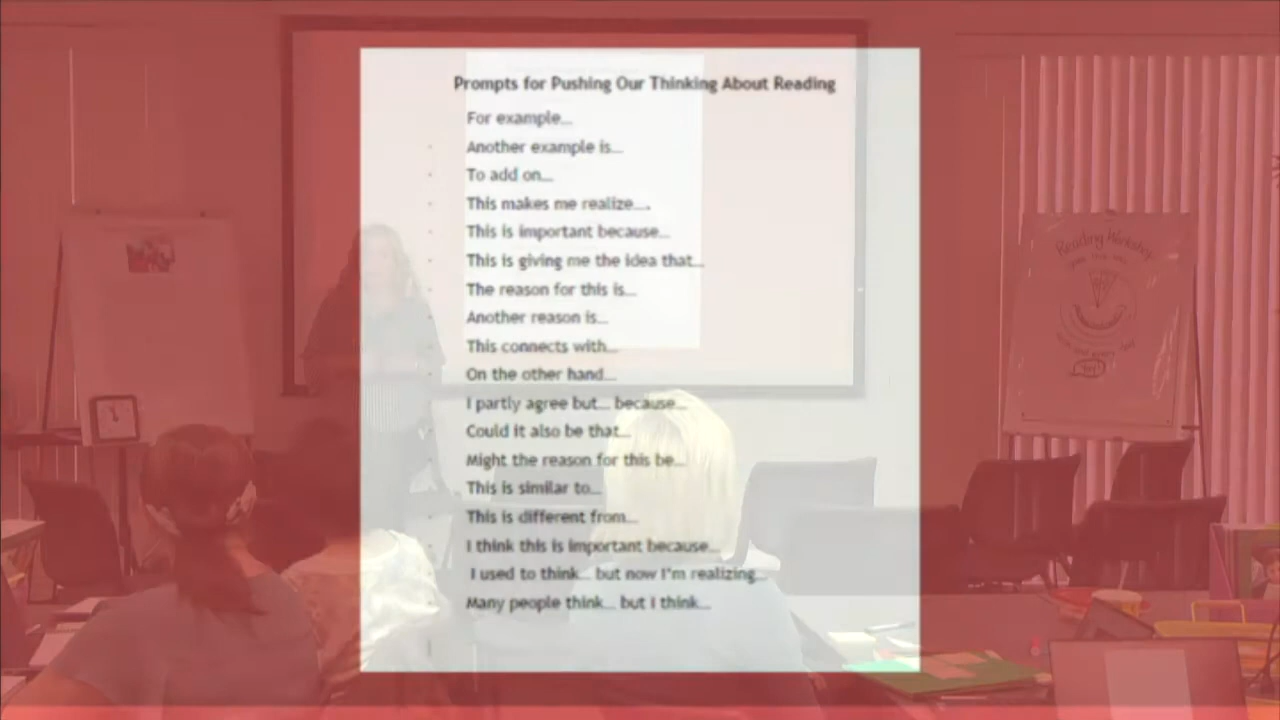 Prompts for Pushing Our Thinking About Reading
For example...
Another example is...
To add on...
This makes me realize....
This is important because...
This is giving me the idea that...
The reason for this is...
Another reason is...
This connects with...
On the other hand...
I partly agree but... because...
Could it also be that...
Might the reason for this be...
This is similar to...
This is different from...
I think this is important because...
I used to think... but now I'm realizing...
Many people think... but I think...
Reading Workshop